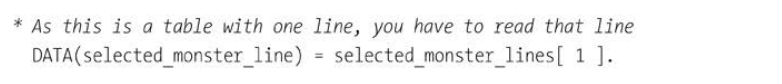 * As this is a table with one line, you have to read that line
DATA(selected_monster_line) = selected_monster_lines[ 1 ].